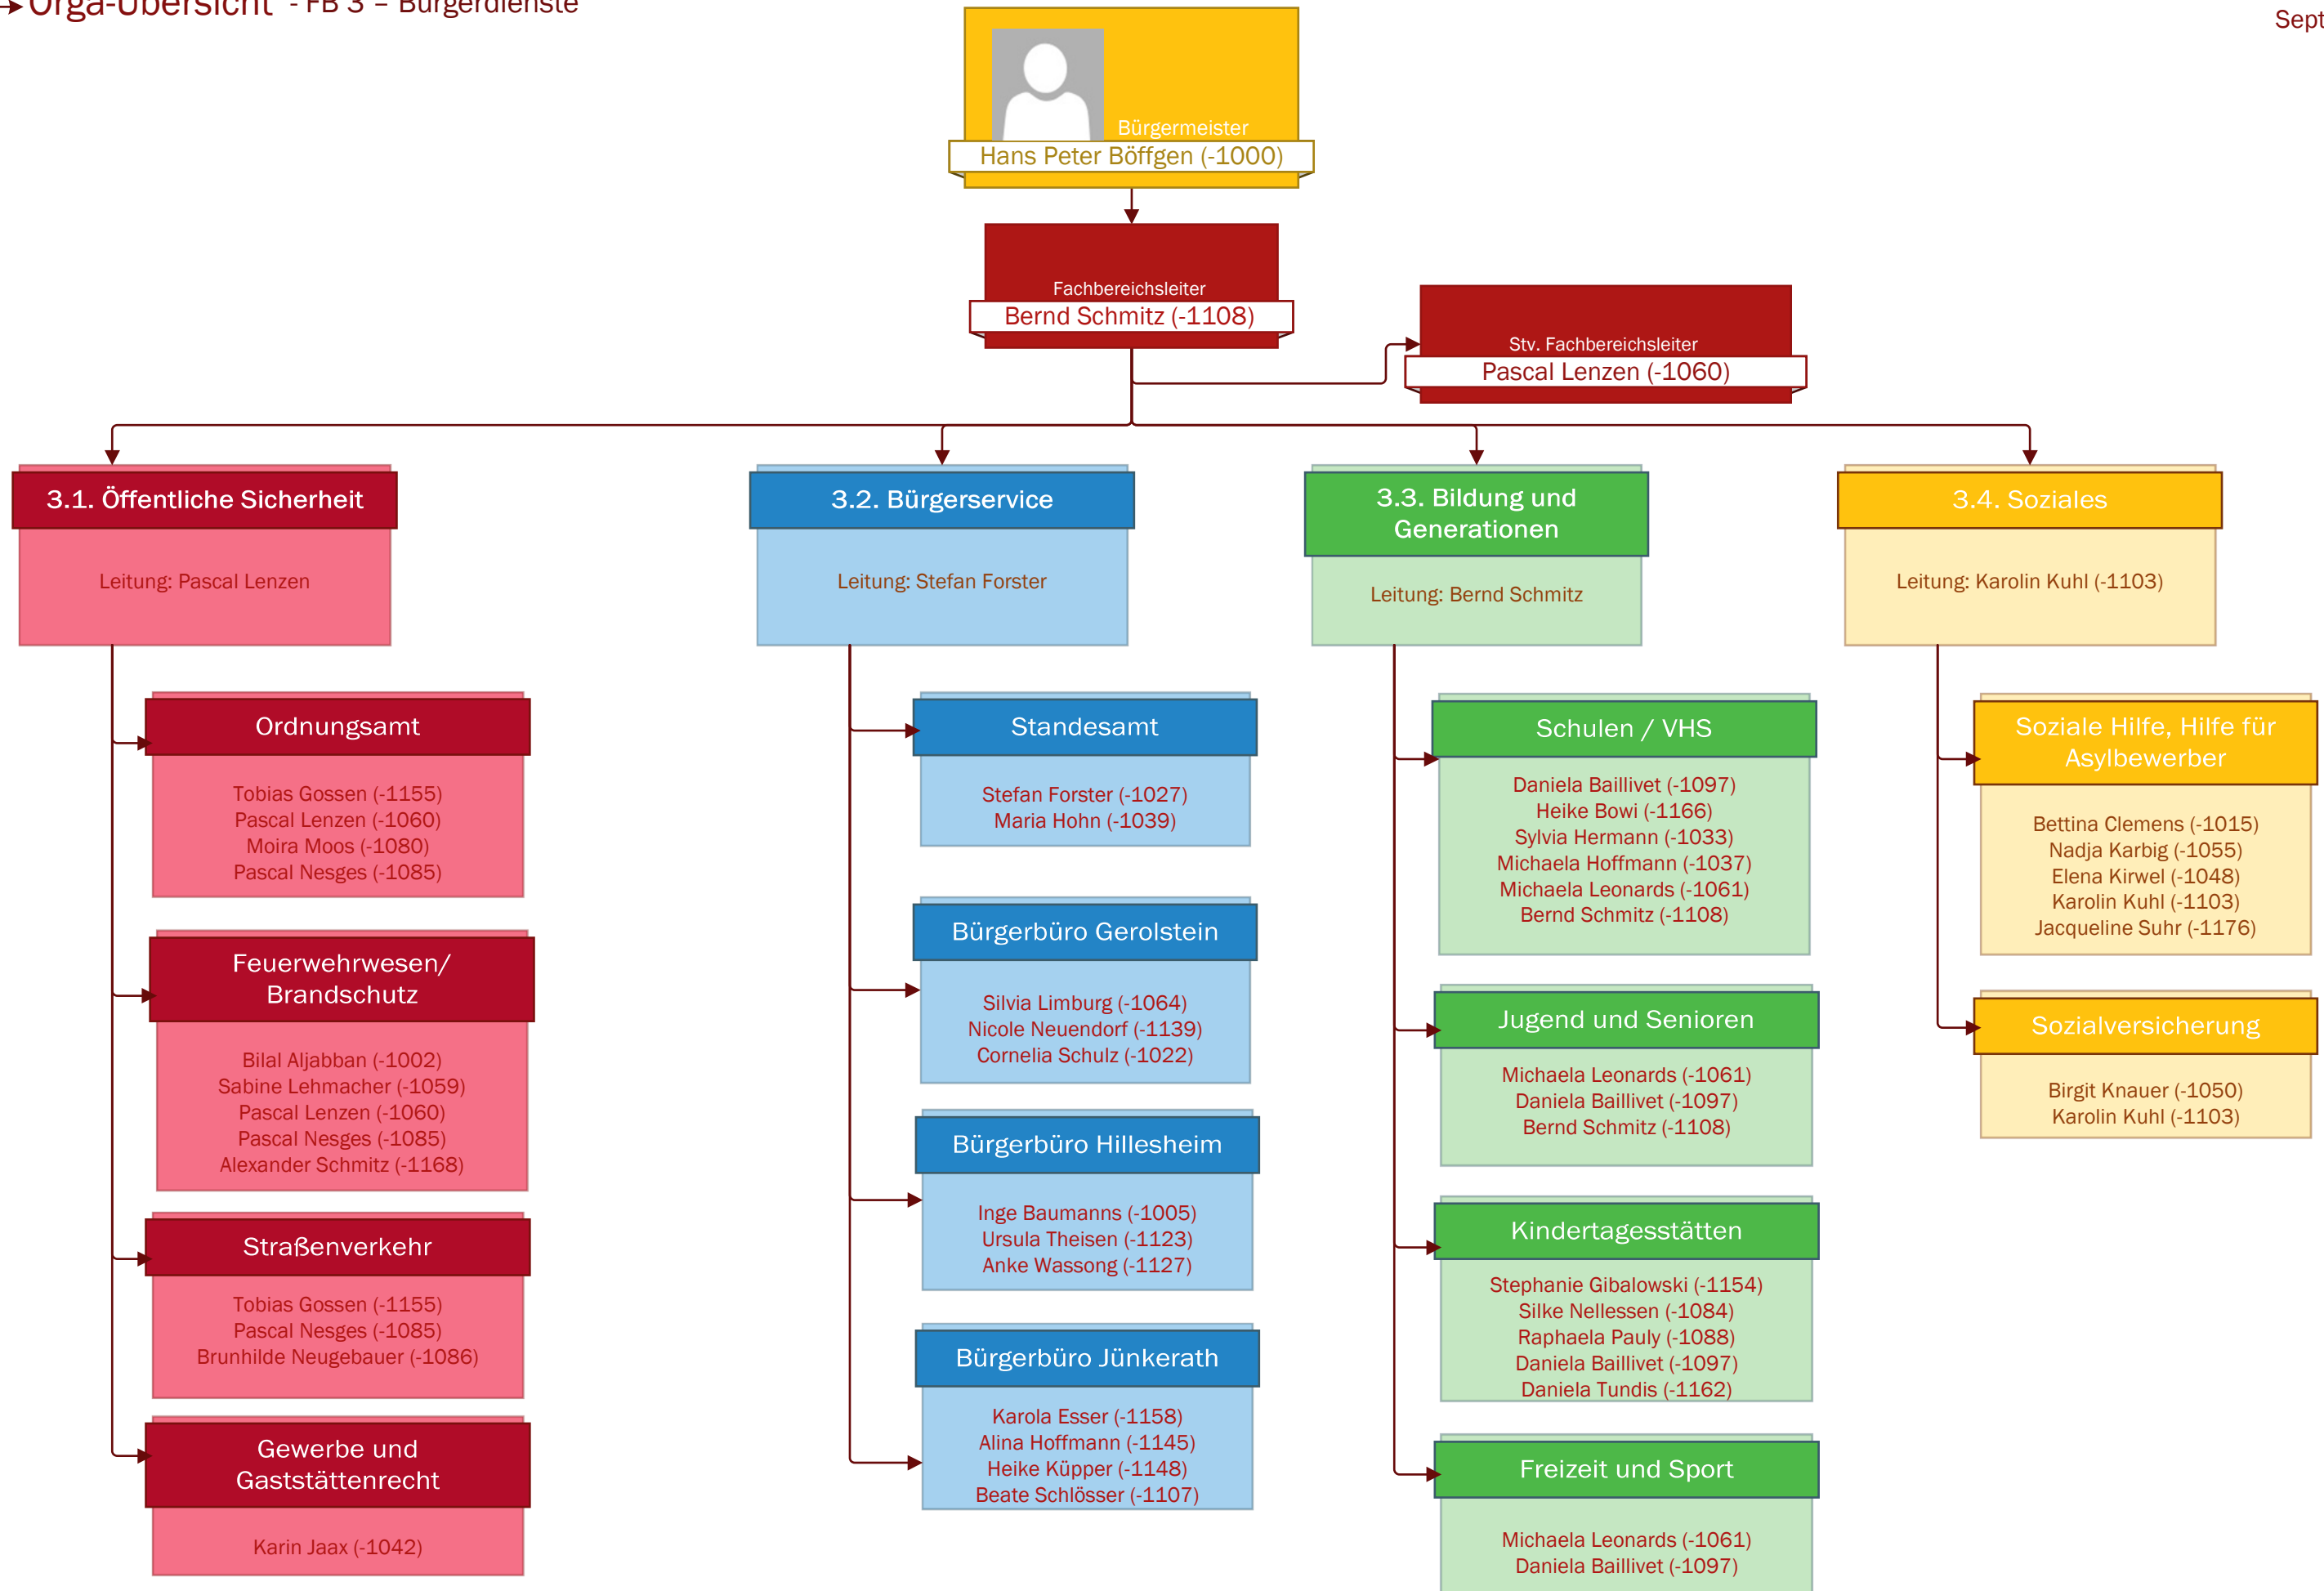 Orga-Übersicht - FB 3 – Bürgerdienste
Sept
Bürgermeister
Hans Peter Böffgen (-1000)
Fachbereichsleiter
Bernd Schmitz (-1108)
Stv. Fachbereichsleiter
Pascal Lenzen (-1060)
3.1. Öffentliche Sicherheit
Leitung: Pascal Lenzen
Ordnungsamt
Tobias Gossen (-1155)
Pascal Lenzen (-1060)
Moira Moos (-1080)
Pascal Nesges (-1085)
Feuerwehrwesen/
Brandschutz
Bilal Aljabban (-1002)
Sabine Lehmacher (-1059)
Pascal Lenzen (-1060)
Pascal Nesges (-1085)
Alexander Schmitz (-1168)
Straßenverkehr
Tobias Gossen (-1155)
Pascal Nesges (-1085)
Brunhilde Neugebauer (-1086)
Gewerbe und
Gaststättenrecht
Karin Jaax (-1042)
3.2. Bürgerservice
Leitung: Stefan Forster
Standesamt
Stefan Forster (-1027)
Maria Hohn (-1039)
Bürgerbüro Gerolstein
Silvia Limburg (-1064)
Nicole Neuendorf (-1139)
Cornelia Schulz (-1022)
Bürgerbüro Hillesheim
Inge Baumanns (-1005)
Ursula Theisen (-1123)
Anke Wassong (-1127)
Bürgerbüro Jünkerath
Karola Esser (-1158)
Alina Hoffmann (-1145)
Heike Küpper (-1148)
Beate Schlösser (-1107)
3.3. Bildung und
Generationen
Leitung: Bernd Schmitz
Schulen / VHS
Daniela Baillivet (-1097)
Heike Bowi (-1166)
Sylvia Hermann (-1033)
Michaela Hoffmann (-1037)
Michaela Leonards (-1061)
Bernd Schmitz (-1108)
Jugend und Senioren
Michaela Leonards (-1061)
Daniela Baillivet (-1097)
Bernd Schmitz (-1108)
Kindertagesstätten
Stephanie Gibalowski (-1154)
Silke Nellessen (-1084)
Raphaela Pauly (-1088)
Daniela Baillivet (-1097)
Daniela Tundis (-1162)
Freizeit und Sport
Michaela Leonards (-1061)
Daniela Baillivet (-1097)
3.4. Soziales
Leitung: Karolin Kuhl (-1103)
Soziale Hilfe, Hilfe für
Asylbewerber
Bettina Clemens (-1015)
Nadja Karbig (-1055)
Elena Kirwel (-1048)
Karolin Kuhl (-1103)
Jacqueline Suhr (-1176)
Sozialversicherung
Birgit Knauer (-1050)
Karolin Kuhl (-1103)